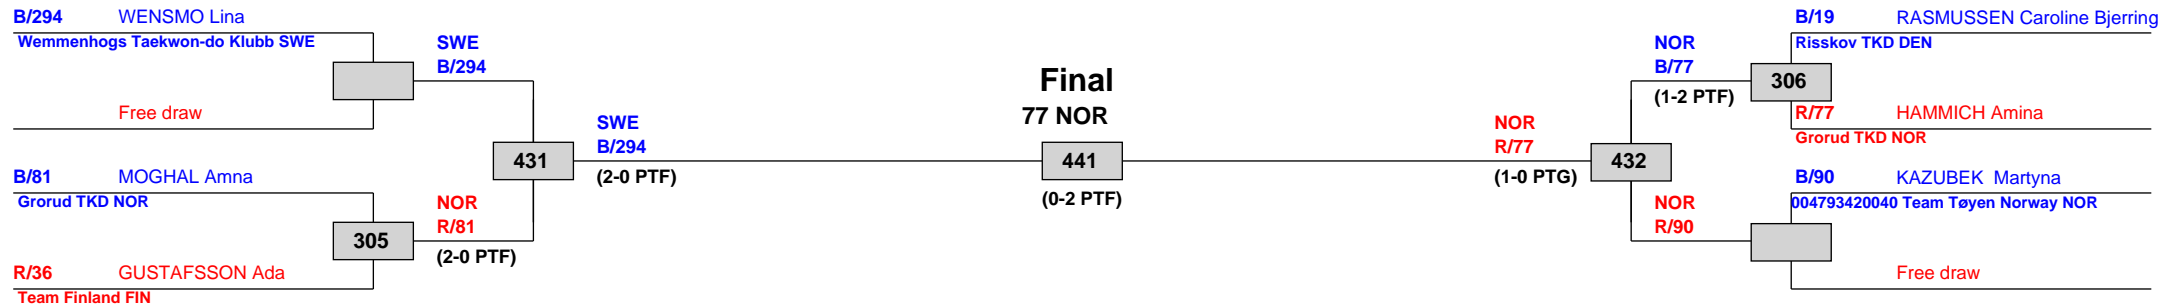 B/294 WENSMO Lina
Wemmenhogs Taekwon-do Klubb SWE
Free draw
B/81 MOGHAL Amna
Grorud TKD NOR
305
R/36 GUSTAFSSON Ada
Team Finland FIN
SWE
B/294
431
NOR
R/81
(2-0 PTF)
SWE
B/294
(2-0 PTF)
Final
77 NOR
441
(0-2 PTF)
NOR
R/77
(1-0 PTG)
432
NOR
B/77
(1-2 PTF)
NOR
R/90
B/19 RASMUSSEN Caroline Bjerring
Risskov TKD DEN
306
R/77 HAMMICH Amina
Grorud TKD NOR
B/90 KAZUBEK Martyna
004793420040 Team Tøyen Norway NOR
Free draw